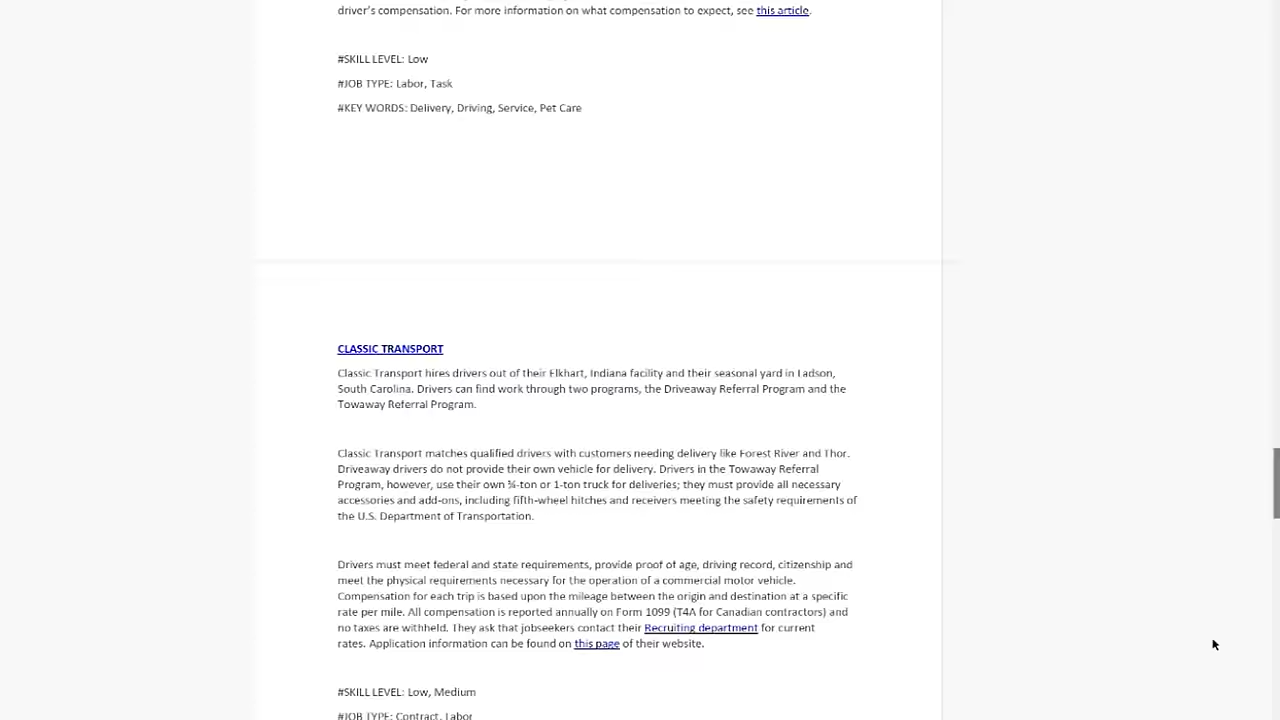 driver's compensation. For more information on what compensation to expect, see this article.
#SKILL LEVEL: Low
#JOB TYPE: Labor, Task
#KEY WORDS: Delivery, Driving, Service, Pet Care
CLASSIC TRANSPORT
Classic Transport hires drivers out of their Elkhart, Indiana facility and their seasonal yard in Ladson,
South Carolina. Drivers can find work through two programs, the Driveaway Referral Program and the
Towaway Referral Program.
Classic Transport matches qualified drivers with customers needing delivery like Forest River and Thor.
Driveaway drivers do not provide their own vehicle for delivery. Drivers in the Towaway Referral
Program, however, use their own ¾-ton or 1-ton truck for deliveries; they must provide all necessary
accessories and add-ons, including fifth-wheel hitches and receivers meeting the safety requirements of
the U.S. Department of Transportation.
Drivers must meet federal and state requirements, provide proof of age, driving record, citizenship and
meet the physical requirements necessary for the operation of a commercial motor vehicle.
Compensation for each trip is based upon the mileage between the origin and destination at a specific
rate per mile. All compensation is reported annually on Form 1099 (T4A for Canadian contractors) and
no taxes are withheld. They ask that jobseekers contact their Recruiting department for current
rates. Application information can be found on this page of their website.
#SKILL LEVEL: Low, Medium
#JOB TYPE: Contract, Labor